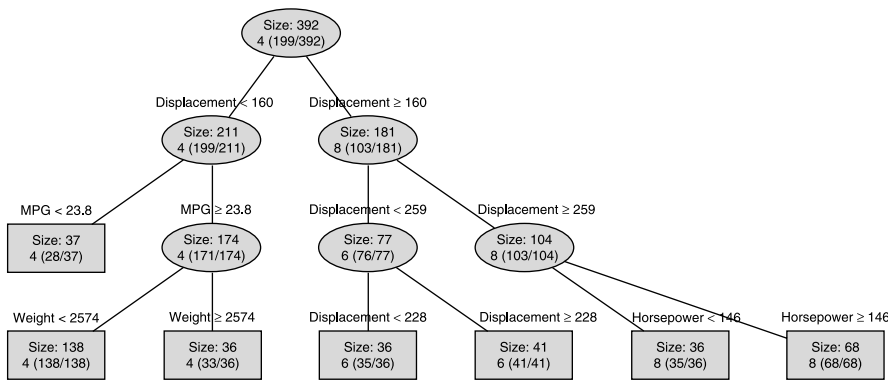 Size: 392
4 (199/392)
Displacement < 160
Displacement ≥ 160
Size: 211
4 (199/211)
Size: 181
8 (103/181)
MPG < 23.8
MPG ≥ 23.8
Displacement < 259
Displacement ≥ 259
Size: 37
4 (28/37)
Size: 174
4 (171/174)
Size: 77
6 (76/77)
Size: 104
8 (103/104)
Weight < 2574
Weight ≥ 2574
Displacement < 228
Displacement ≥ 228
Horsepower < 146
Horsepower ≥ 146
Size: 138
4 (138/138)
Size: 36
4 (33/36)
Size: 36
6 (35/36)
Size: 41
6 (41/41)
Size: 36
8 (35/36)
Size: 68
8 (68/68)